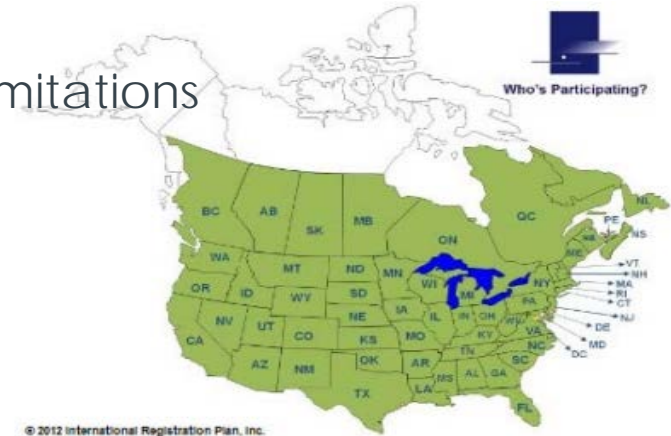 mitations
Who's Participating?
BC
AB
SK
MB
ON
QC
NL
PE
NS
NB
ME
WA
MT
ND
MN
OR
ID
WY
SD
WI
MI
NY
VT
NH
MA
RI
CT
NJ
DE
MD
DC
NV
UT
CO
NE
IA
IL
IN
OH
PA
WV
VA
CA
AZ
NM
KS
MO
KY
OK
AR
TN
NC
SC
TX
LA
MS
AL
GA
FL
© 2012 International Registration Plan, Inc.